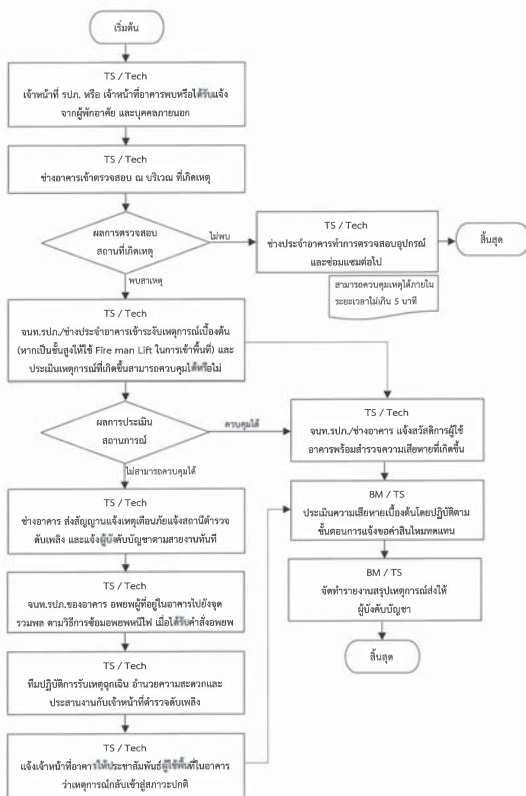 เริ่มต้น
TS / Tech
เจ้าหน้าที่ รปภ. หรือ เจ้าหน้าที่อาคารพบหรือได้รับแจ้ง
จากผู้พักอาศัย และบุคคลภายนอก
TS / Tech
ช่างอาคารเข้าตรวจสอบ ณ บริเวณ ที่เกิดเหตุ
ผลการตรวจสอบ
สถานที่เกิดเหตุ
ไม่พบ
TS / Tech
ช่างประจำอาคารทำการตรวจสอบอุปกรณ์
และซ่อมแซมต่อไป
สิ้นสุด
สามารถควบคุมเหตุได้ภายใน
ระยะเวลาไม่เกิน 5 นาที
พบสาเหตุ
TS / Tech
จนท.รปภ./ช่างประจำอาคารเข้าระงับเหตุการณ์เบื้องต้น
(หากเป็นชั้นสูงให้ใช้ Fire man Lift ในการเข้าพื้นที่) และ
ประเมินเหตุการณ์ที่เกิดขึ้นสามารถควบคุมได้หรือไม่
ผลการประเมิน
สถานการณ์
ควบคุมได้
TS / Tech
จนท.รปภ./ช่างอาคาร แจ้งสวัสดิการผู้ใช้
อาคารพร้อมสำรวจความเสียหายที่เกิดขึ้น
ไม่สามารถควบคุมได้
TS / Tech
ช่างอาคาร ส่งสัญญาณแจ้งเหตุเตือนภัยแจ้งสถานีตำรวจ
ดับเพลิง และแจ้งผู้บังคับบัญชาตามสายงานทันที
BM / TS
ประเมินความเสียหายเบื้องต้นโดยปฏิบัติตาม
ขั้นตอนการแจ้งขอค่าสินไหมทดแทน
TS / Tech
จนท.รปภ.ของอาคาร อพยพผู้ที่อยู่ในอาคารไปยังจุด
รวมพล ตามวิธีการซ้อมอพยพหนีไฟ เมื่อได้รับคำสั่งอพยพ
BM / TS
จัดทำรายงานสรุปเหตุการณ์ส่งให้
ผู้บังคับบัญชา
สิ้นสุด
TS / Tech
ทีมปฏิบัติการรับเหตุฉุกเฉิน อำนวยความสะดวกและ
ประสานงานกับเจ้าหน้าที่ตำรวจดับเพลิง
TS / Tech
แจ้งเจ้าหน้าที่อาคารให้ประชาสัมพันธ์ผู้ใช้พื้นที่ในอาคาร
ว่าเหตุการณ์กลับเข้าสู่สภาวะปกติ